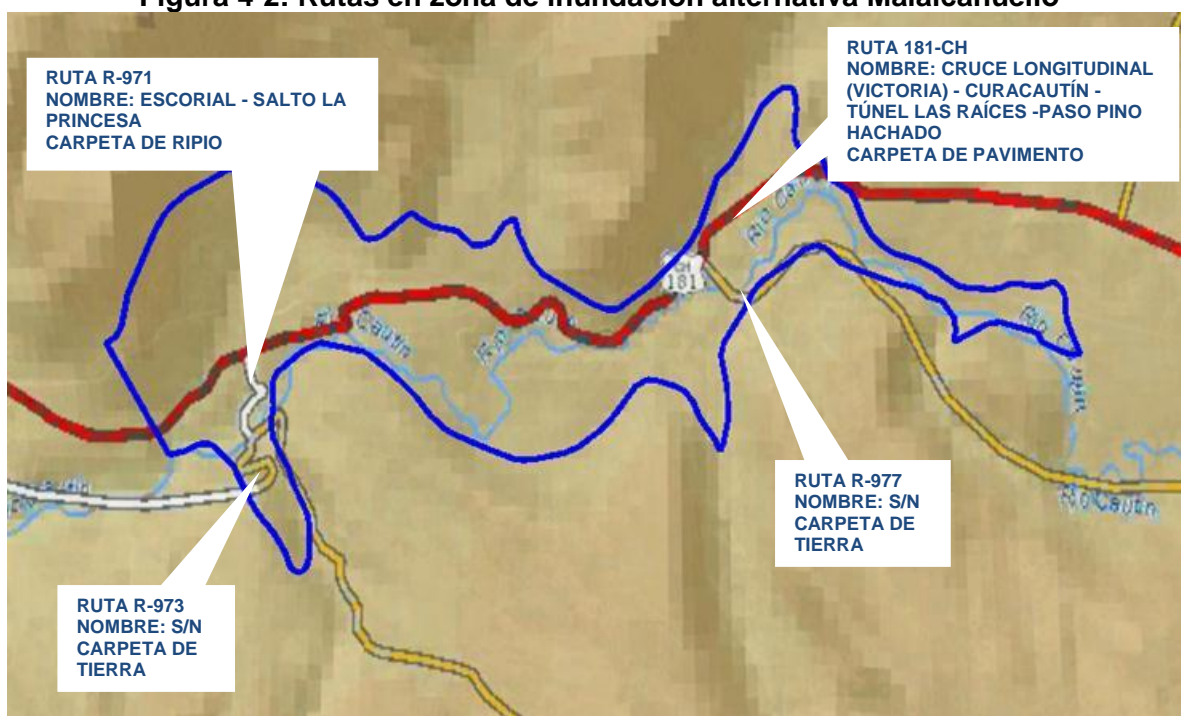 Figura 4-2: Rutas en zona de inundación alternativa Malalcahuello
RUTA R-971
NOMBRE: ESCORIAL - SALTO LA
PRINCESA
CARPETA DE RIPIO
RUTA 181-CH
NOMBRE: CRUCE LONGITUDINAL
(VICTORIA) - CURACAUTÍN -
TÚNEL LAS RAÍCES -PASO PINO
HACHADO
CARPETA DE PAVIMENTO
CH
181
Cautín
Río
Río
Río Cautín
RUTA R-977
NOMBRE: S/N
CARPETA DE
TIERRA
RUTA R-973
NOMBRE: S/N
CARPETA DE
TIERRA